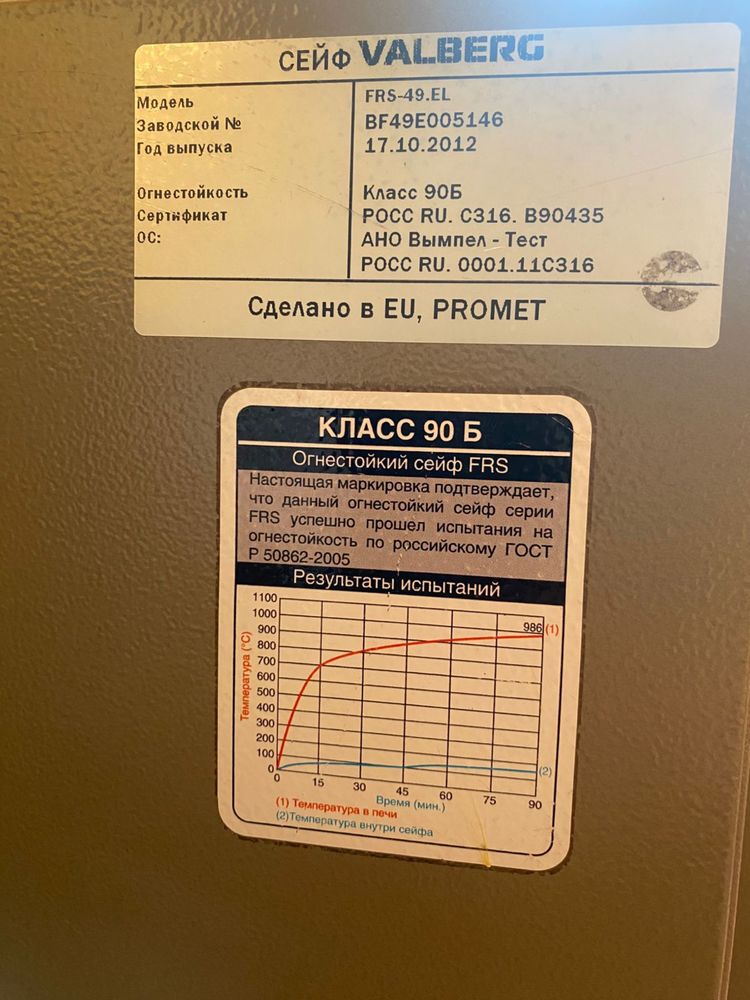 СЕЙФ VALBERG
Модель FRS-49.EL
Заводской № BF49E005146
Год выпуска 17.10.2012
Огнестойкость Класс 90Б
Сертификат РОСС RU. С316. В90435
ОС: АНО Вымпел - Тест
РОСС RU. 0001.11С316
Сделано в EU, PROMET
КЛАСС 90 Б
Огнестойкий сейф FRS
Настоящая маркировка подтверждает,
что данный огнестойкий сейф серии
FRS успешно прошел испытания на
огнестойкость по российскому ГОСТ
Р 50862-2005
Результаты испытаний
Температура (°С)
1100
1000
900
800
700
600
500
400
300
200
100
0
986 (1)
(2)
0 15 30 45 60 75 90
Время (мин.)
(1) Температура в печи
(2)Температура внутри сейфа